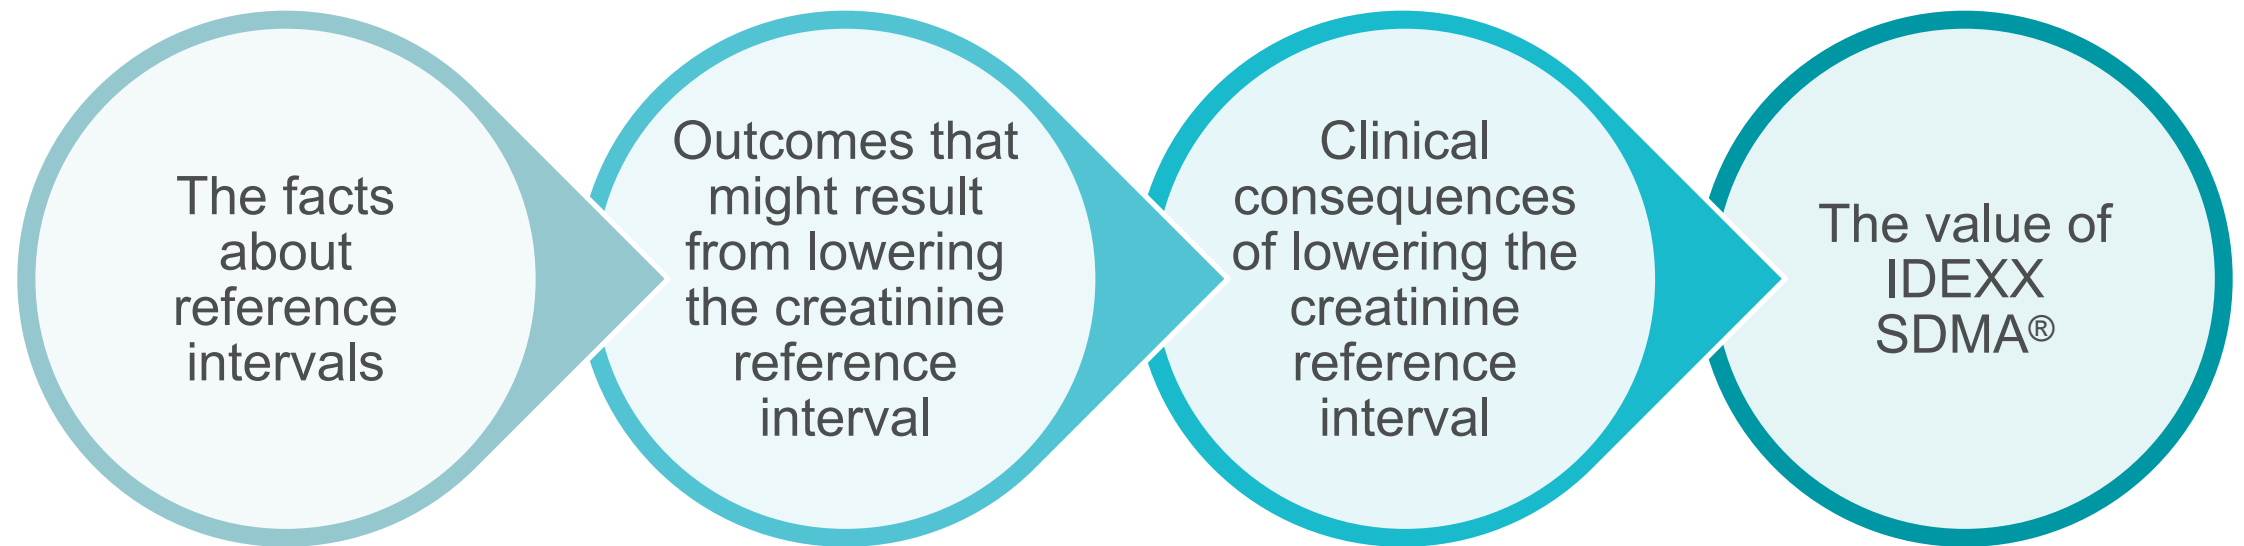 The facts
about
reference
intervals
Outcomes that
might result
from lowering
the creatinine
reference
interval
Clinical
consequences
of lowering the
creatinine
reference
interval
The value of
IDEXX
SDMA®